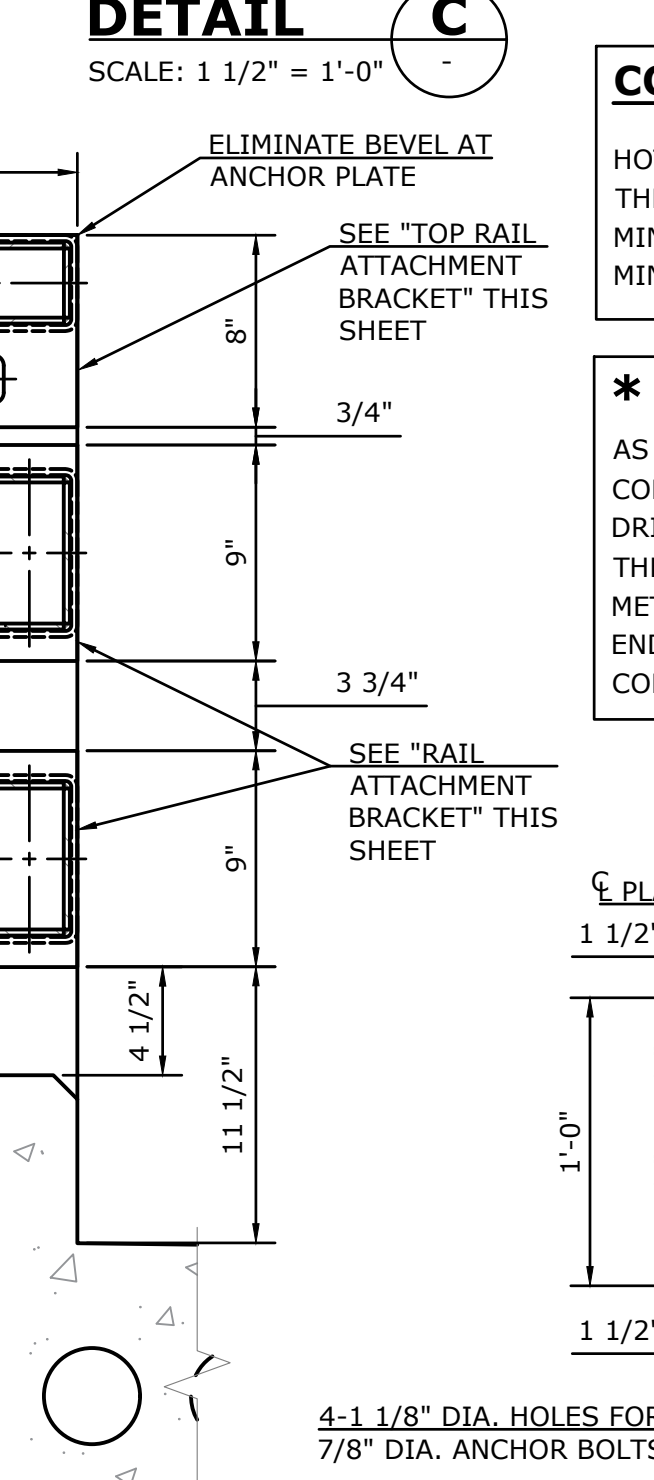 DETAIL
C
SCALE: 1 1/2" = 1'-0"
-
ELIMINATE BEVEL AT
ANCHOR PLATE
SEE "TOP RAIL
ATTACHMENT
BRACKET" THIS
SHEET
8"
3/4"
9"
3 3/4"
SEE "RAIL
ATTACHMENT
BRACKET" THIS
SHEET
9"
4 1/2"
11 1/2"
*
AS
℄
1 1/2"
1'-0"
1 1/2"
4-1 1/8" DIA. HOLES FOR
7/8" DIA. ANCHOR BOLTS